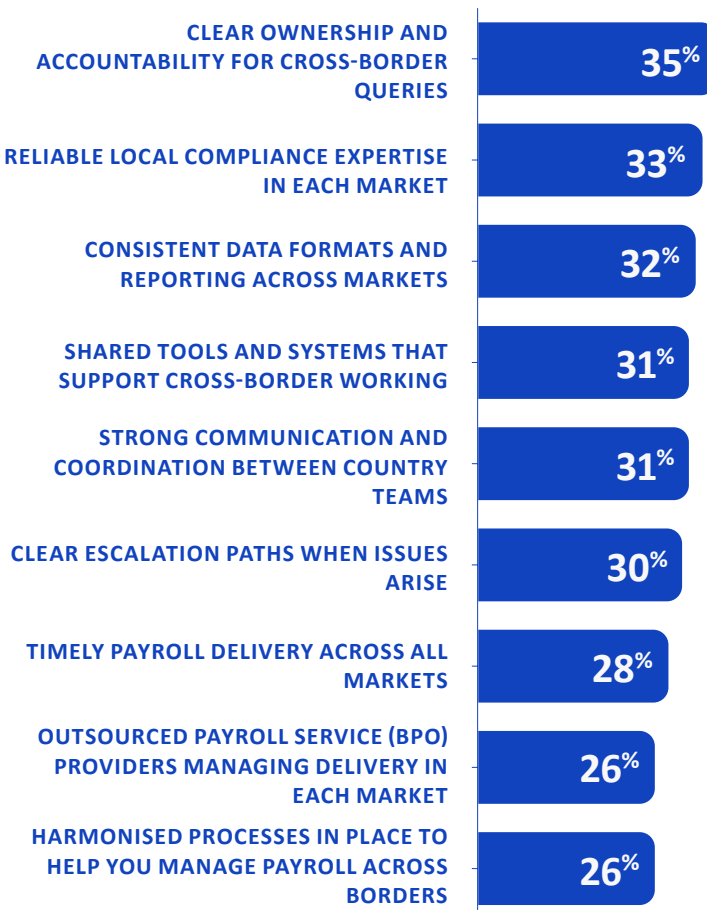 CLEAR OWNERSHIP AND
ACCOUNTABILITY FOR CROSS-BORDER
QUERIES
35%
RELIABLE LOCAL COMPLIANCE EXPERTISE
IN EACH MARKET
33%
CONSISTENT DATA FORMATS AND
REPORTING ACROSS MARKETS
32%
SHARED TOOLS AND SYSTEMS THAT
SUPPORT CROSS-BORDER WORKING
31%
STRONG COMMUNICATION AND
COORDINATION BETWEEN COUNTRY
TEAMS
31%
CLEAR ESCALATION PATHS WHEN ISSUES
ARISE
30%
TIMELY PAYROLL DELIVERY ACROSS ALL
MARKETS
28%
OUTSOURCED PAYROLL SERVICE (BPO)
PROVIDERS MANAGING DELIVERY IN
EACH MARKET
26%
HARMONISED PROCESSES IN PLACE TO
HELP YOU MANAGE PAYROLL ACROSS
BORDERS
26%